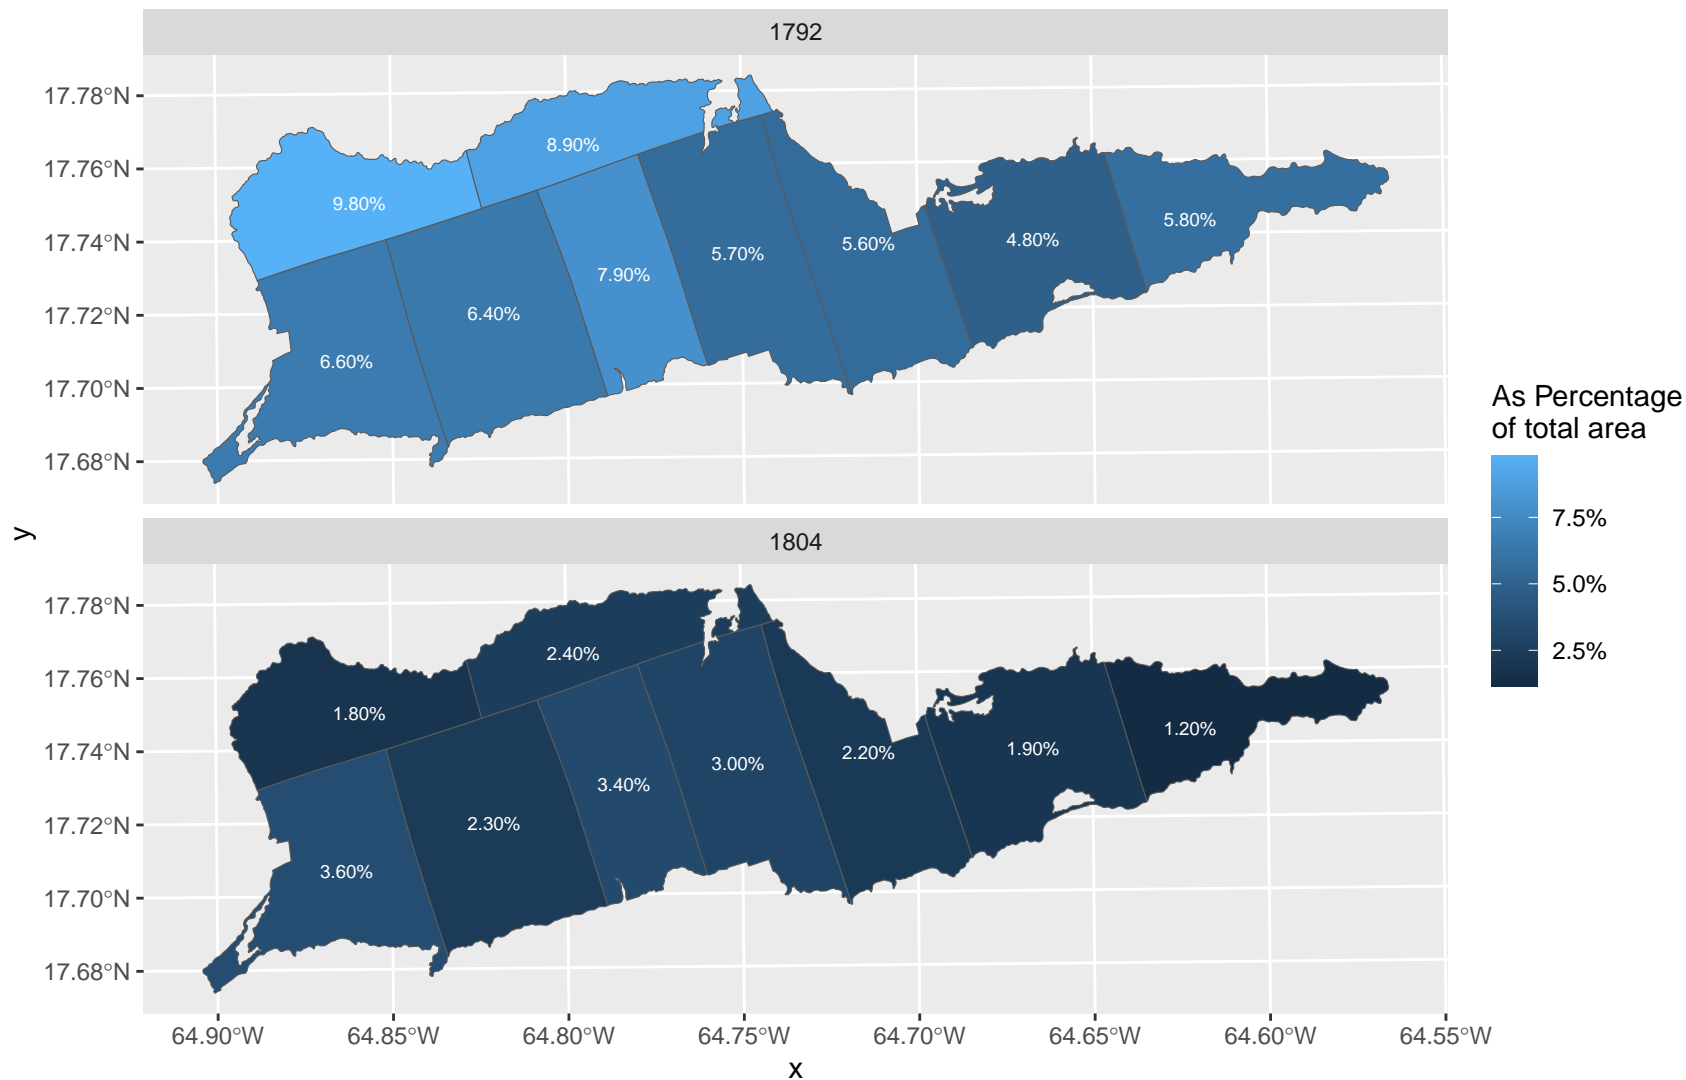 1792
17.78°N
17.76°N
17.74°N
17.72°N
17.70°N
17.68°N
8.90%
9.80%
5.80%
4.80%
5.60%
5.70%
7.90%
6.40%
6.60%
As Percentage
of total area
7.5%
5.0%
2.5%
y
1804
17.78°N
17.76°N
17.74°N
17.72°N
17.70°N
17.68°N
2.40%
1.80%
1.20%
1.90%
2.20%
3.00%
3.40%
2.30%
3.60%
64.90°W 64.85°W 64.80°W 64.75°W 64.70°W 64.65°W 64.60°W 64.55°W
x